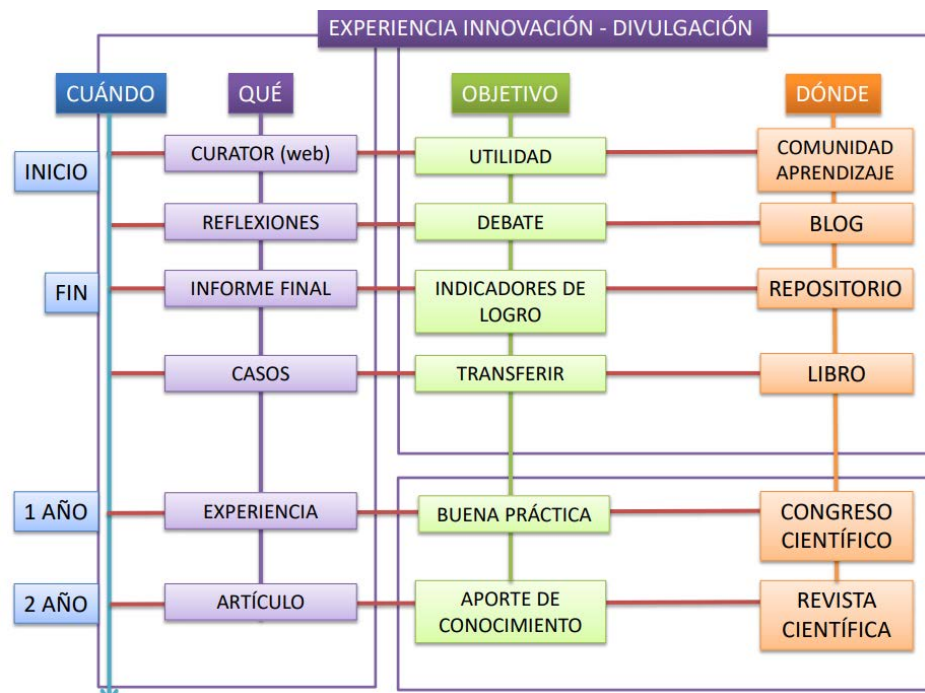 EXPERIENCIA INNOVACIÓN - DIVULGACIÓN
CUÁNDO
QUÉ
OBJETIVO
DÓNDE
INICIO
CURATOR (web)
UTILIDAD
COMUNIDAD
APRENDIZAJE
REFLEXIONES
DEBATE
BLOG
FIN
INFORME FINAL
INDICADORES DE
LOGRO
REPOSITORIO
CASOS
TRANSFERIR
LIBRO
1 AÑO
EXPERIENCIA
BUENA PRÁCTICA
CONGRESO
CIENTÍFICO
2 AÑO
ARTÍCULO
APORTE DE
CONOCIMIENTO
REVISTA
CIENTÍFICA